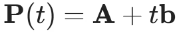 P(t) = A + tb